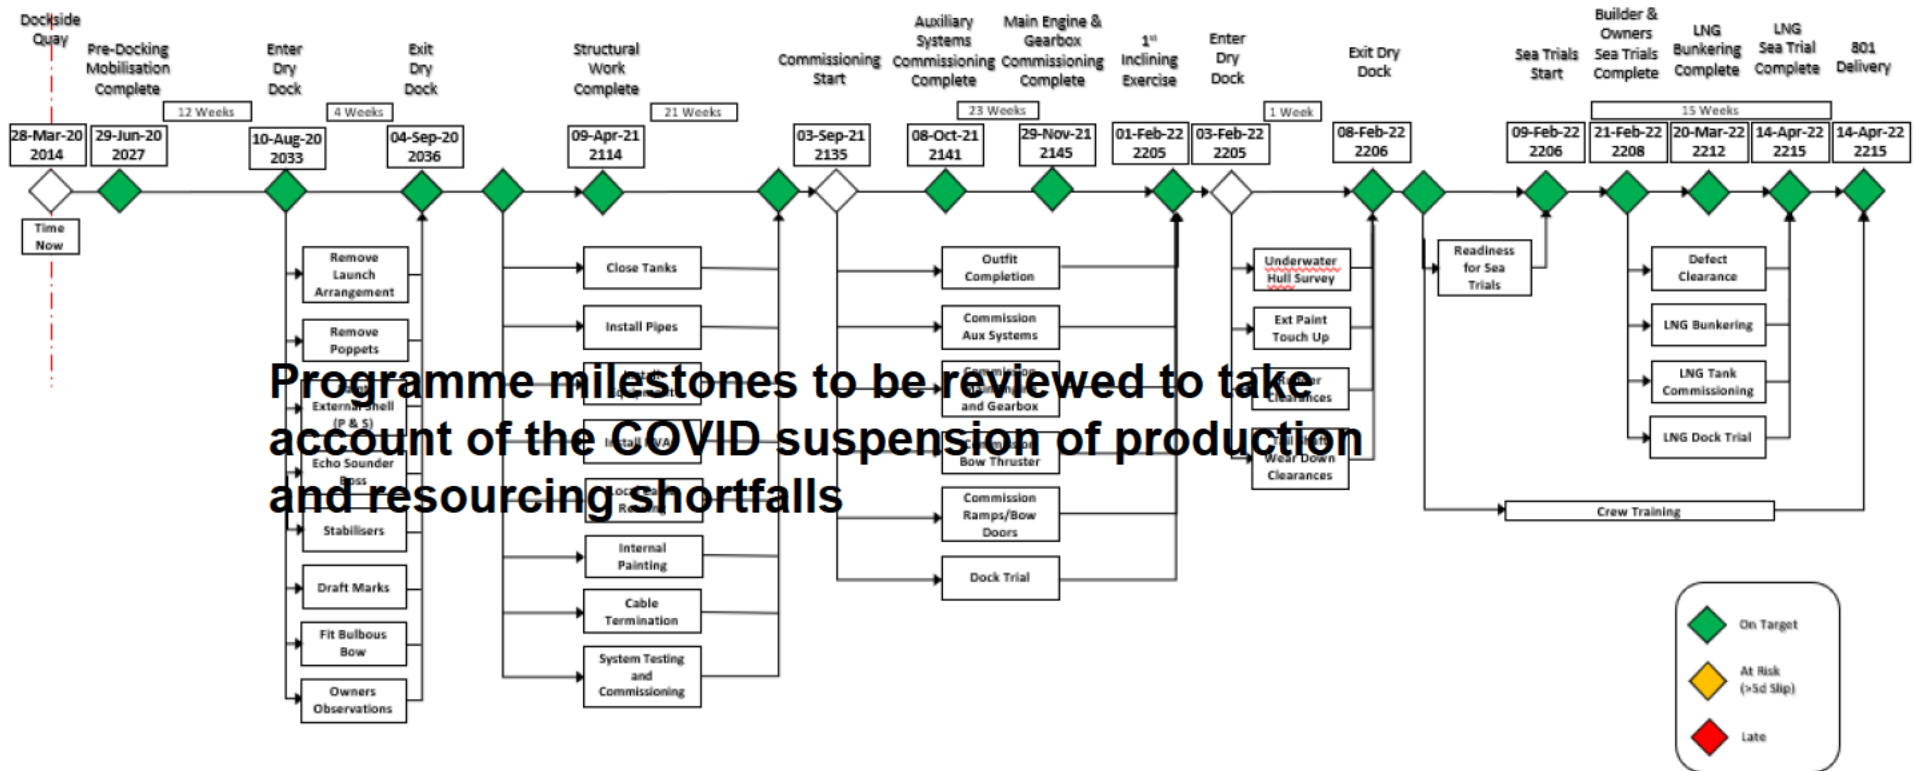 Dockside
Quay
Pre-Docking
Mobilisation
Complete
Enter
Dry
Dock
Exit
Dry
Dock
Structural
Work
Complete
Commissioning
Start
Auxiliary
Systems
Commissioning
Complete
Main Engine &
Gearbox
Commissioning
Complete
1st
Inclining
Exercise
Enter
Dry
Dock
Exit Dry
Dock
Sea Trials
Start
Builder &
Owners
Sea Trials
Complete
LNG
Bunkering
Complete
LNG
Sea Trial
Complete
801
Delivery
12 Weeks
4 Weeks
21 Weeks
23 Weeks
1 Week
15 Weeks
28-Mar-20
2014
29-Jun-20
2027
10-Aug-20
2033
04-Sep-20
2036
09-Apr-21
2114
03-Sep-21
2135
08-Oct-21
2141
29-Nov-21
2145
01-Feb-22
2205
03-Feb-22
2205
08-Feb-22
2206
09-Feb-22
2206
21-Feb-22
2208
20-Mar-22
2212
14-Apr-22
2215
14-Apr-22
2215
Time
Now
Remove
Launch
Arrangement
Remove
Poppets
External Shell
(P & S)
Echo Sounder
Boss
Stabilisers
Draft Marks
Fit Bulbous
Bow
Owners
Observations
Close Tanks
Install Pipes
Install
Internal
Painting
Cable
Termination
System Testing
and
Commissioning
Outfit
Completion
Commission
Aux Systems
Commission
and Gearbox
Commission
Bow Thruster
Commission
Ramps/Bow
Doors
Dock Trial
Underwater
Hull Survey
Ext Paint
Touch Up
Clearances
Wear Down
Clearances
Readiness
for Sea
Trials
Defect
Clearance
LNG Bunkering
LNG Tank
Commissioning
LNG Dock Trial
Crew Training
Programme milestones to be reviewed to take
account of the COVID suspension of production
and resourcing shortfalls
On Target
At Risk
(>5d Slip)
Late